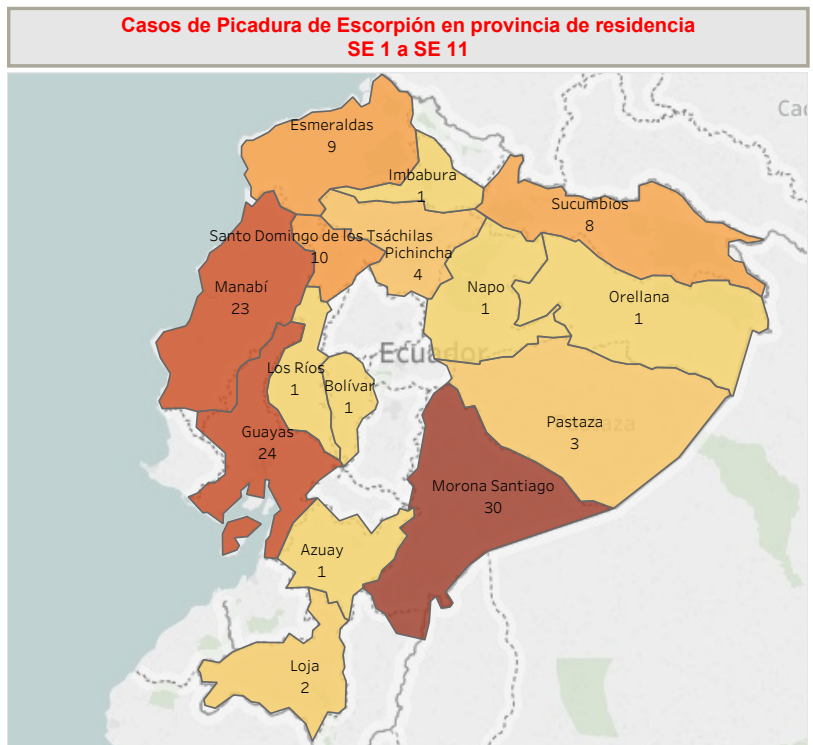 Casos de Picadura de Escorpión en provincia de residencia
SE 1 a SE 11
Esmeraldas
9
Imbabura
1
Sucumbios
8
Santo Domingo de los Tsáchilas
10
Pichincha
4
Manabí
23
Napo
1
Orellana
1
Ecuador
Los Ríos
1
Bolívar
1
Guayas
24
Pastaza
3
Morona Santiago
30
Azuay
1
Loja
2